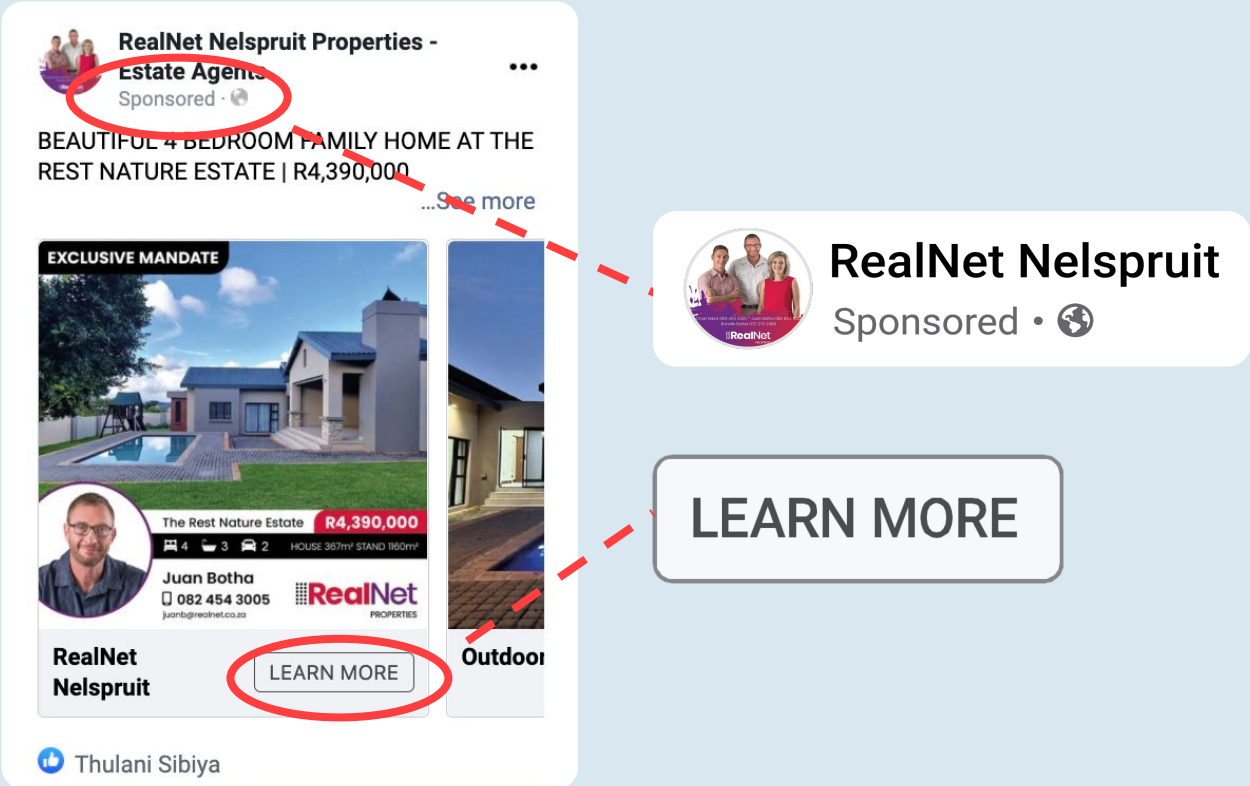 RealNet Nelspruit Properties -
Estate Agents
Sponsored ·
BEAUTIFUL 4 BEDROOM FAMILY HOME AT THE
REST NATURE ESTATE | R4,390,000
...See more
EXCLUSIVE MANDATE
The Rest Nature Estate R4,390,000
4 3 2 HOUSE 367m² STAND 1160m²
Juan Botha
082 454 3005
juanb@realnet.co.za
RealNet
PROPERTIES
RealNet
Nelspruit
LEARN MORE
Outdoor
Thulani Sibiya
RealNet Nelspruit
Sponsored ·
RealNet
LEARN MORE